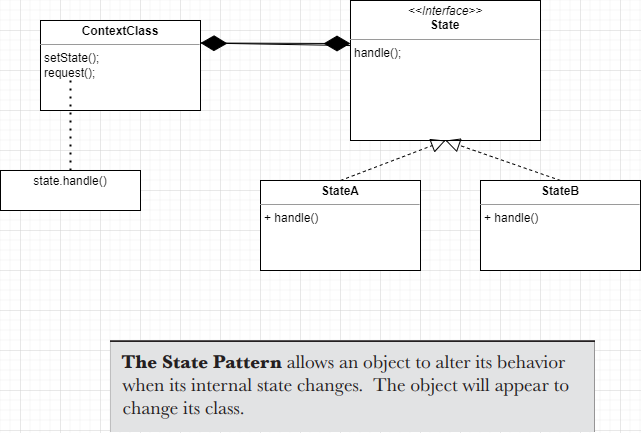 <<Interface>>
ContextClass
State
setState();
request();
handle();
state.handle()
StateA
StateB
+ handle()
+ handle()
The State Pattern allows an object to alter its behavior
when its internal state changes. The object will appear to
change its class.